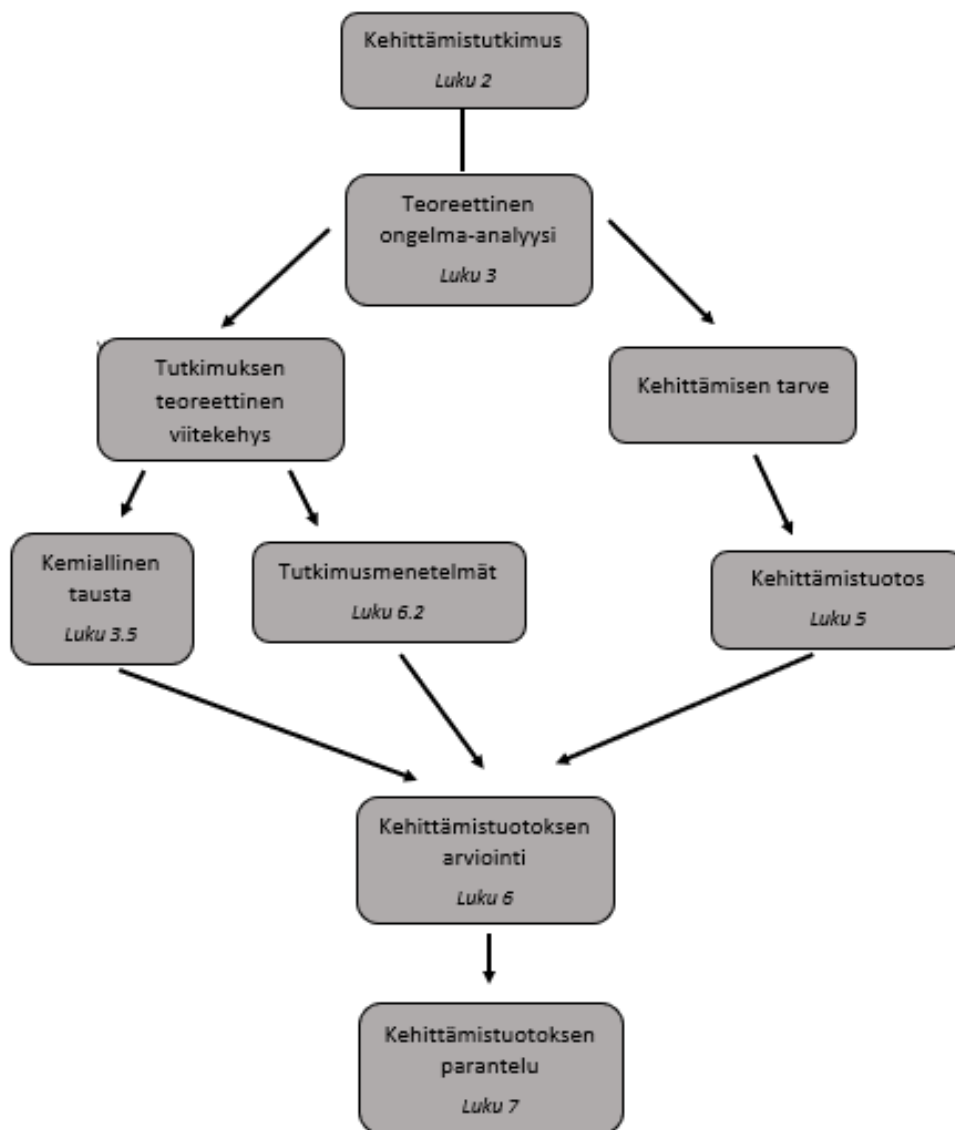 Kehittämistutkimus
Luku 2
Teoreettinen
ongelma-analyysi
Luku 3
Tutkimuksen
teoreettinen
viitekehys
Kehittämisen tarve
Kemiallinen
tausta
Luku 3.5
Tutkimusmenetelmät
Luku 6.2
Kehittämistuotos
Luku 5
Kehittämistuotoksen
arviointi
Luku 6
Kehittämistuotoksen
parantelu
Luku 7